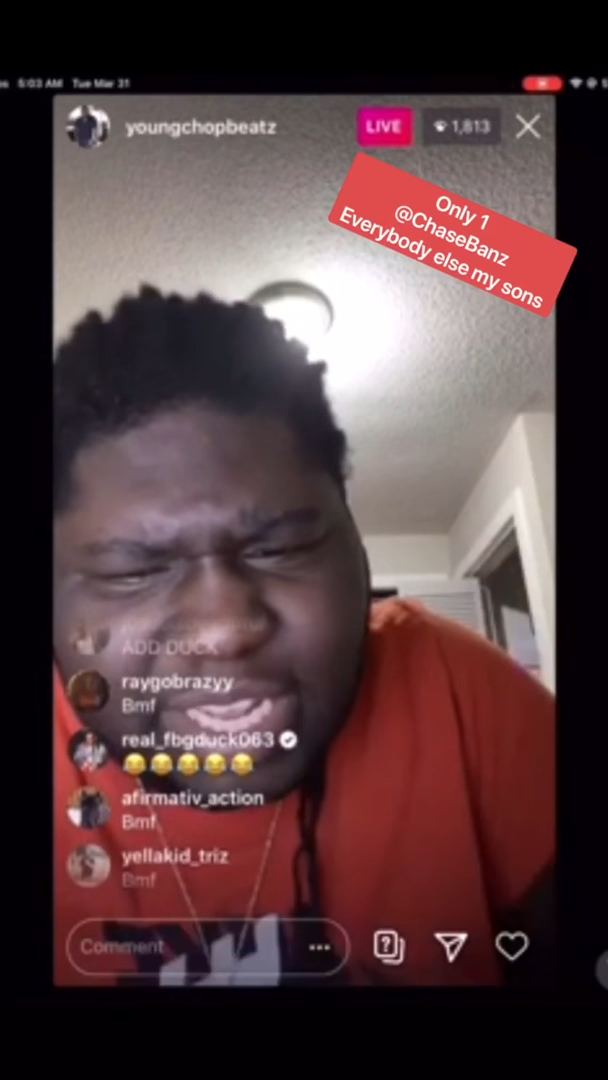 5:03 AM Tue Mar 31
youngchopbeatz
LIVE
1,813
Only 1
@ChaseBanz
Everybody else my sons
ADD DUCK
raygobrazyy
Bmf
real_fbgduck063
😂😂😂😂😂
afirmativ_action
Bmf
yellakid_triz
Bmf
Comment